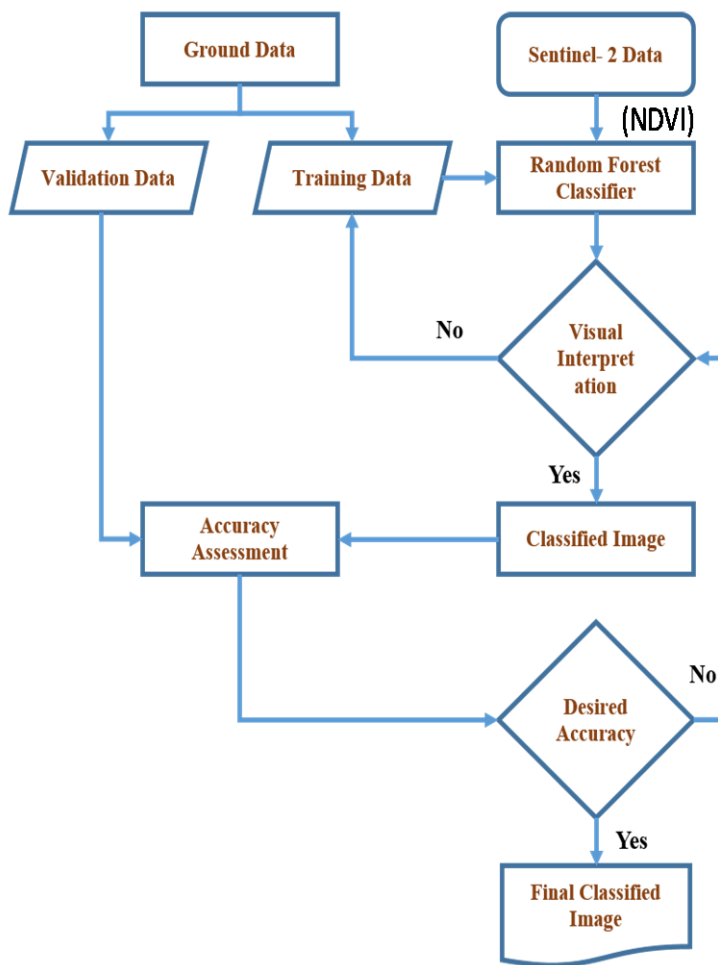 Ground Data
Sentinel- 2 Data
(NDVI)
Validation Data
Training Data
Random Forest
Classifier
No
Visual
Interpret
ation
Yes
Accuracy
Assessment
Classified Image
No
Desired
Accuracy
Yes
Final Classified
Image